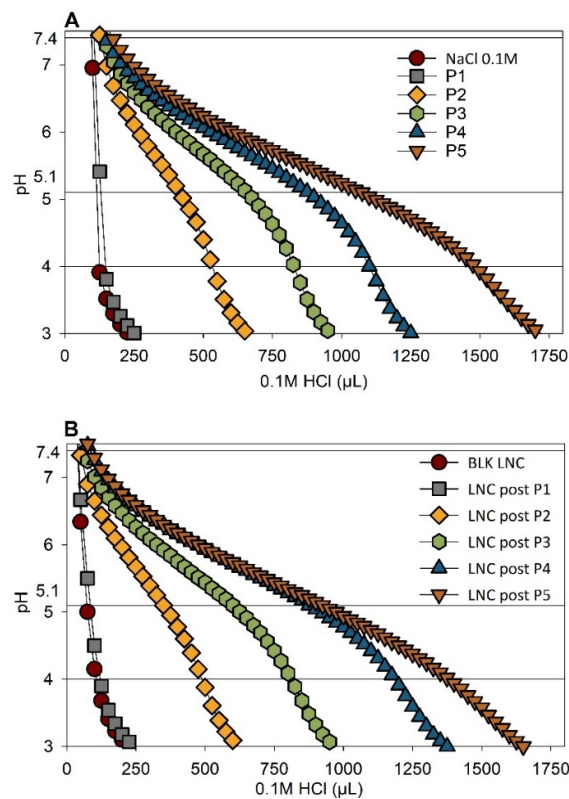 A
7.4
7
6
5.1
5
4
3
pH
NaCl 0.1M
P1
P2
P3
P4
P5
0 250 500 750 1000 1250 1500 1750
0.1M HCl (µL)
B
7.4
7
6
5.1
5
4
3
pH
BLK LNC
LNC post P1
LNC post P2
LNC post P3
LNC post P4
LNC post P5
0 250 500 750 1000 1250 1500 1750
0.1M HCl (µL)